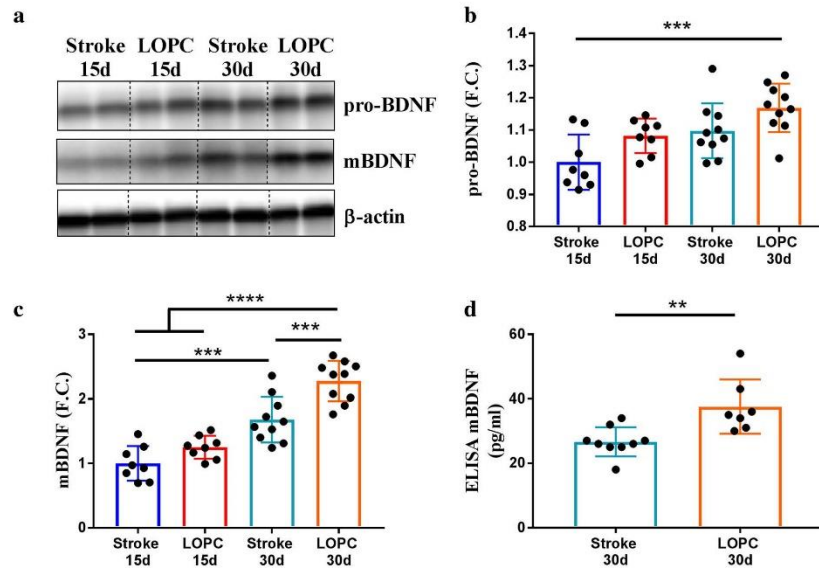 a
Stroke LOPC Stroke LOPC
15d 15d 30d 30d
pro-BDNF
mBDNF
β-actin
b
***
pro-BDNF (F.C.)
1.4
1.3
1.2
1.1
1.0
0.9
0.8
Stroke LOPC Stroke LOPC
15d 15d 30d 30d
c
****
***
***
mBDNF (F.C.)
3
2
1
0
Stroke LOPC Stroke LOPC
15d 15d 30d 30d
d
**
ELISA mBDNF
(pg/ml)
60
40
20
0
Stroke LOPC
30d 30d